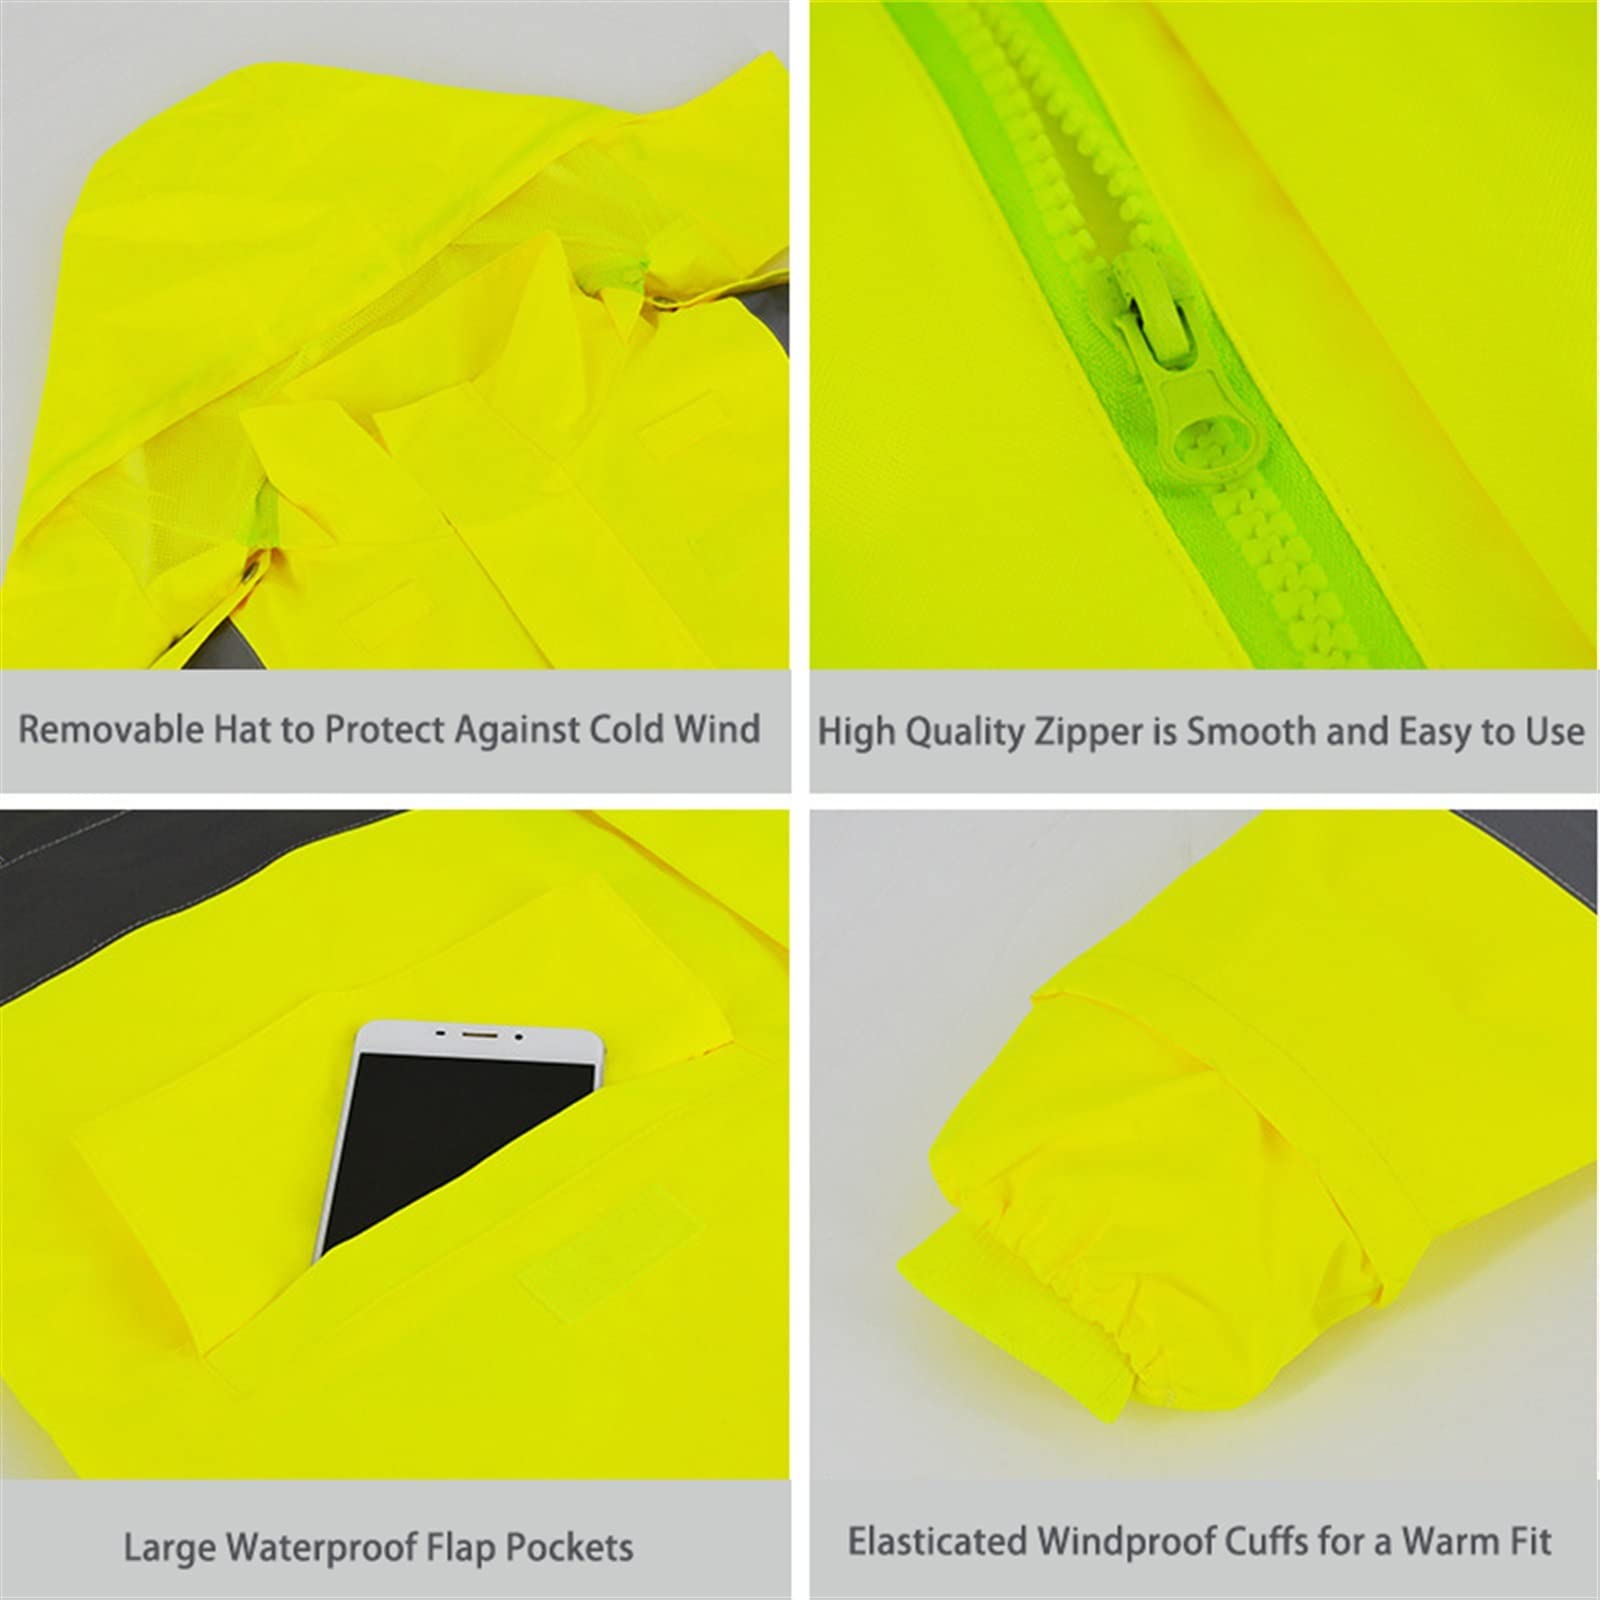 Removable Hat to Protect Against Cold Wind
High Quality Zipper is Smooth and Easy to Use
Large Waterproof Flap Pockets
Elasticated Windproof Cuffs for a Warm Fit